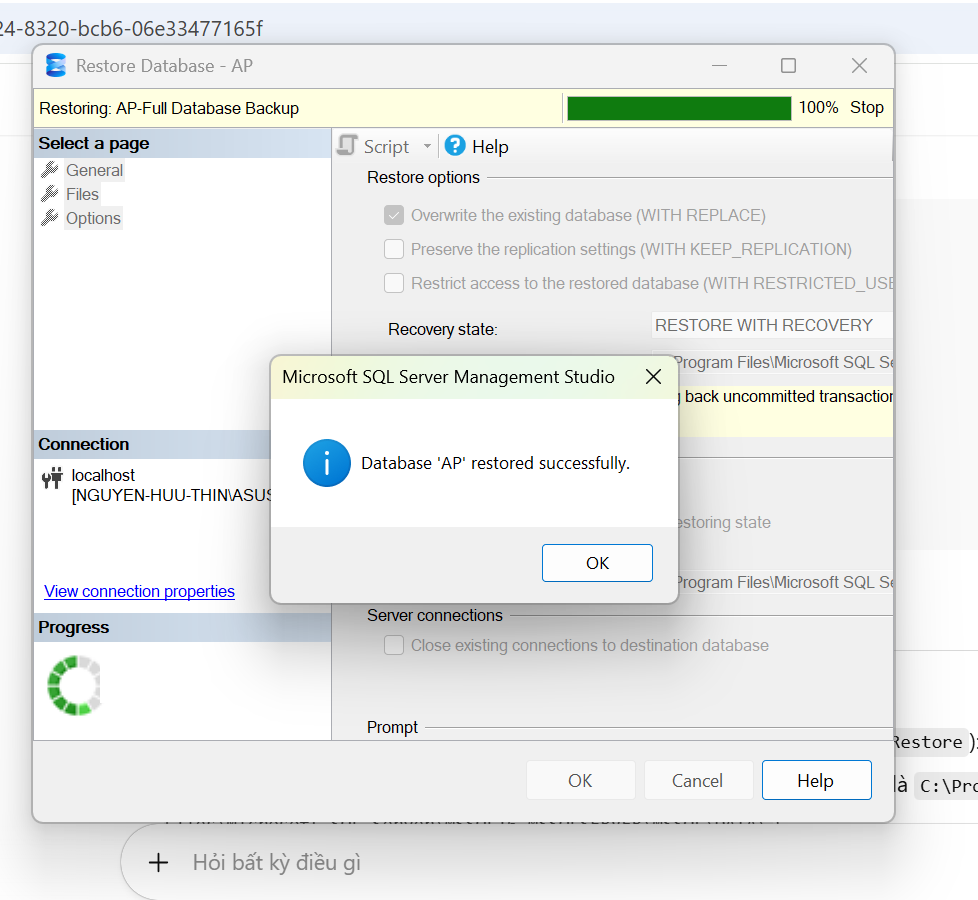 24-8320-bcb6-06e33477165f
Restore Database - AP
Restoring: AP-Full Database Backup
100% Stop
Select a page
General
Files
Options
Script
Help
Restore options
Overwrite the existing database (WITH REPLACE)
Preserve the replication settings (WITH KEEP_REPLICATION)
Restrict access to the restored database (WITH RESTRICTED_USE
Recovery state:
RESTORE WITH RECOVERY
Program Files\Microsoft SQL Se
back uncommitted transaction
Microsoft SQL Server Management Studio
Database 'AP' restored successfully.
OK
Connection
localhost
[NGUYEN-HUU-THIN\ASUS
View connection properties
estoring state
Program Files\Microsoft SQL Se
Server connections
Close existing connections to destination database
Progress
Prompt
OK
Cancel
Help
Restore):
là C:\Pro
Hỏi bất kỳ điều gì